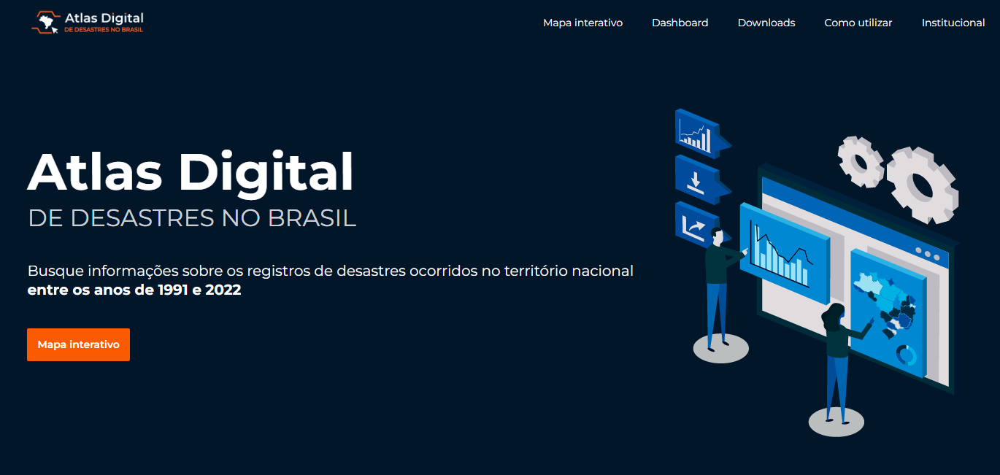 Atlas Digital
DE DESASTRES NO BRASIL
Mapa interativo
Dashboard
Downloads
Como utilizar
Institucional
Atlas Digital
DE DESASTRES NO BRASIL
Busque informações sobre os registros de desastres ocorridos no território nacional
entre os anos de 1991 e 2022
Mapa interativo